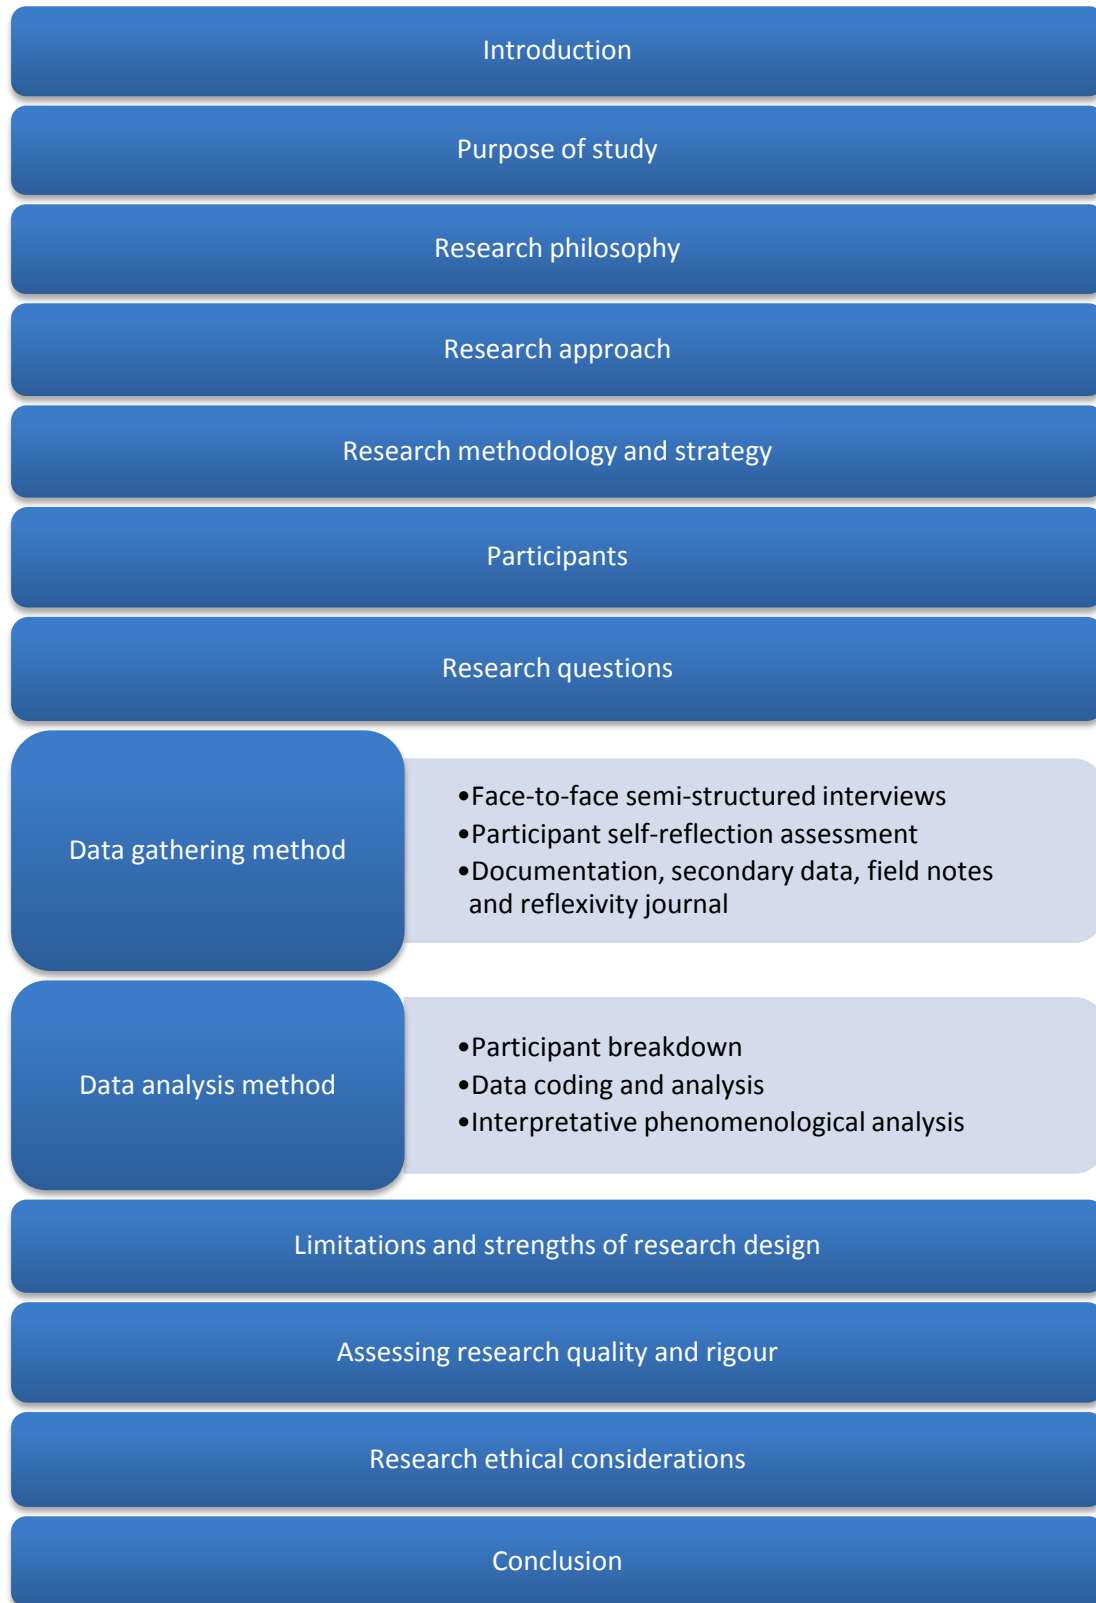 Introduction
Purpose of study
Research philosophy
Research approach
Research methodology and strategy
Participants
Research questions
Data gathering method
•Face-to-face semi-structured interviews
•Participant self-reflection assessment
•Documentation, secondary data, field notes
and reflexivity journal
Data analysis method
•Participant breakdown
•Data coding and analysis
•Interpretative phenomenological analysis
Limitations and strengths of research design
Assessing research quality and rigour
Research ethical considerations
Conclusion